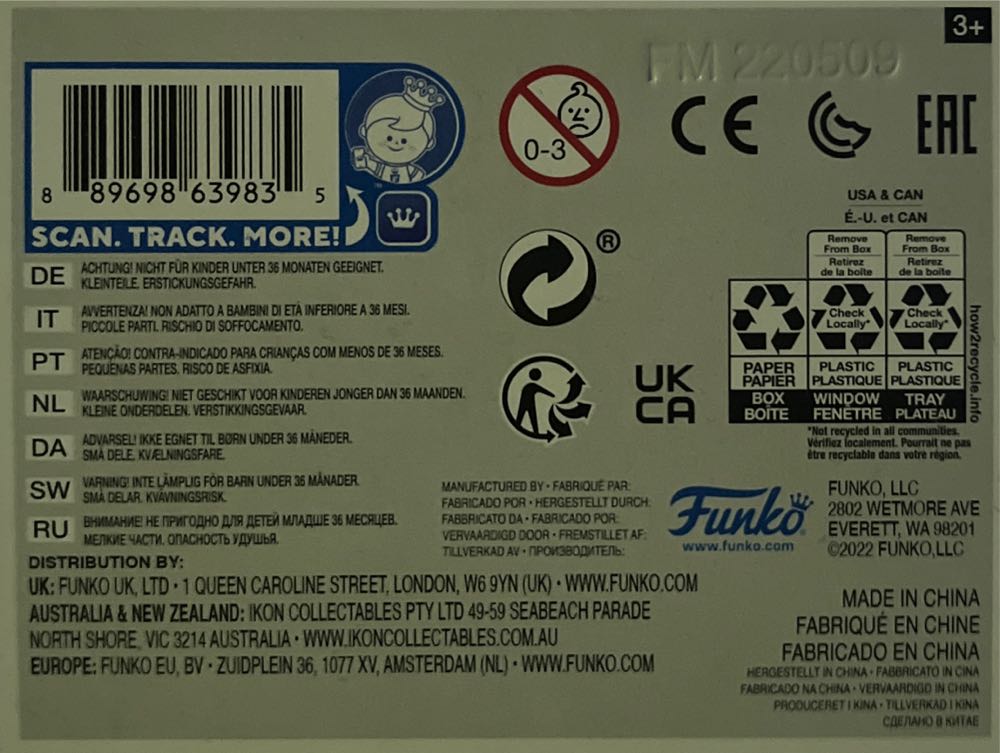 3+
FM 220509
8 89698 63983 5
SCAN. TRACK. MORE!
™
0-3
CE
EAC
DE ACHTUNG! NICHT FÜR KINDER UNTER 36 MONATEN GEEIGNET.
KLEINTEILE. ERSTICKUNGSGEFAHR.
IT AVVERTENZA! NON ADATTO A BAMBINI DI ETÀ INFERIORE A 36 MESI.
PICCOLE PARTI. RISCHIO DI SOFFOCAMENTO.
PT ATENÇÃO! CONTRA-INDICADO PARA CRIANÇAS COM MENOS DE 36 MESES.
PEQUENAS PARTES. RISCO DE ASFIXIA.
NL WAARSCHUWING! NIET GESCHIKT VOOR KINDEREN JONGER DAN 36 MAANDEN.
KLEINE ONDERDELEN. VERSTIKKINGSGEVAAR.
DA ADVARSEL! IKKE EGNET TIL BØRN UNDER 36 MÅNEDER.
SMÅ DELE. KVÆLNINGSFARE.
SW VARNING! INTE LÄMPLIG FÖR BARN UNDER 36 MÅNADER.
SMÅ DELAR. KVÄVNINGSRISK.
RU ВНИМАНИЕ! НЕ ПРИГОДНО ДЛЯ ДЕТЕЙ МЛАДШЕ 36 МЕСЯЦЕВ.
МЕЛКИЕ ЧАСТИ. ОПАСНОСТЬ УДУШЬЯ.
®
UK
CA
USA & CAN
É.-U. et CAN
Remove
From Box
Retirez
de la boîte
Remove
From Box
Retirez
de la boîte
Check
Locally*
Check
Locally*
PAPER
PAPIER
PLASTIC
PLASTIQUE
PLASTIC
PLASTIQUE
BOX
BOÎTE
WINDOW
FENÊTRE
TRAY
PLATEAU
how2recycle.info
*Not recycled in all communities.
Vérifiez localement. Pourrait ne pas
être recyclable dans votre région.
MANUFACTURED BY • FABRIQUÉ PAR:
FABRICADO POR • HERGESTELLT DURCH:
FABBRICATO DA • FABRICADO POR:
VERVAARDIGD DOOR • FREMSTILLET AF:
TILLVERKAD AV • ПРОИЗВОДИТЕЛЬ:
Funko
www.funko.com
FUNKO, LLC
2802 WETMORE AVE
EVERETT, WA 98201
©2022 FUNKO,LLC
DISTRIBUTION BY:
UK: FUNKO UK, LTD • 1 QUEEN CAROLINE STREET, LONDON, W6 9YN (UK) • WWW.FUNKO.COM
AUSTRALIA & NEW ZEALAND: IKON COLLECTABLES PTY LTD 49-59 SEABEACH PARADE
NORTH SHORE, VIC 3214 AUSTRALIA • WWW.IKONCOLLECTABLES.COM.AU
EUROPE: FUNKO EU, BV • ZUIDPLEIN 36, 1077 XV, AMSTERDAM (NL) • WWW.FUNKO.COM
MADE IN CHINA
FABRIQUÉ EN CHINE
FABRICADO EN CHINA
HERGESTELLT IN CHINA • FABBRICATO IN CINA
FABRICADO NA CHINA • VERVAARDIGD IN CHINA
PRODUCERET I KINA • TILLVERKAD I KINA
СДЕЛАНО В КИТАЕ